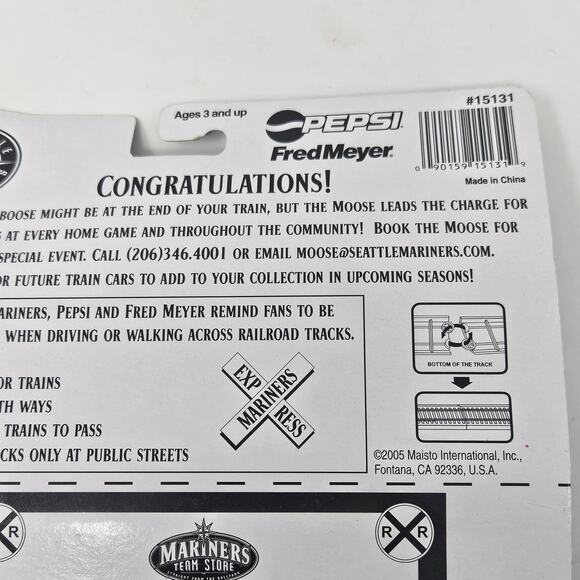 #15131
Ages 3 and up
PEPSI
FredMeyer
0 90159 15131 9
Made in China
CONGRATULATIONS!
BOOSE MIGHT BE AT THE END OF YOUR TRAIN, BUT THE MOOSE LEADS THE CHARGE FOR
S AT EVERY HOME GAME AND THROUGHOUT THE COMMUNITY! BOOK THE MOOSE FOR
SPECIAL EVENT. CALL (206)346.4001 OR EMAIL MOOSE@SEATTLEMARINERS.COM.
OR FUTURE TRAIN CARS TO ADD TO YOUR COLLECTION IN UPCOMING SEASONS!
ARINERS, PEPSI AND FRED MEYER REMIND FANS TO BE
WHEN DRIVING OR WALKING ACROSS RAILROAD TRACKS.
OR TRAINS
TH WAYS
TRAINS TO PASS
CKS ONLY AT PUBLIC STREETS
EXP RESS
MARINERS
BOTTOM OF THE TRACK
©2005 Maisto International, Inc.,
Fontana, CA 92336, U.S.A.
R
R R
MARINERS
TEAM STORE
STRAIGHT FROM THE BALLPARK